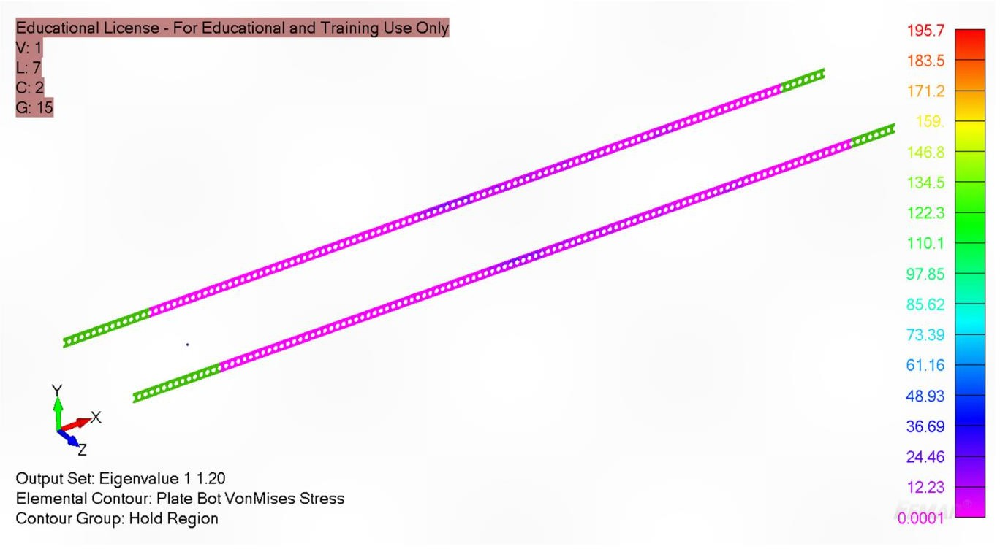 Educational License - For Educational and Training Use Only
V: 1
L: 7
C: 2
G: 15
195.7
183.5
171.2
159.
146.8
134.5
122.3
110.1
97.85
85.62
73.39
61.16
48.93
36.69
24.46
12.23
0.0001
Y
X
Z
Output Set: Eigenvalue 1 1.20
Elemental Contour: Plate Bot VonMises Stress
Contour Group: Hold Region